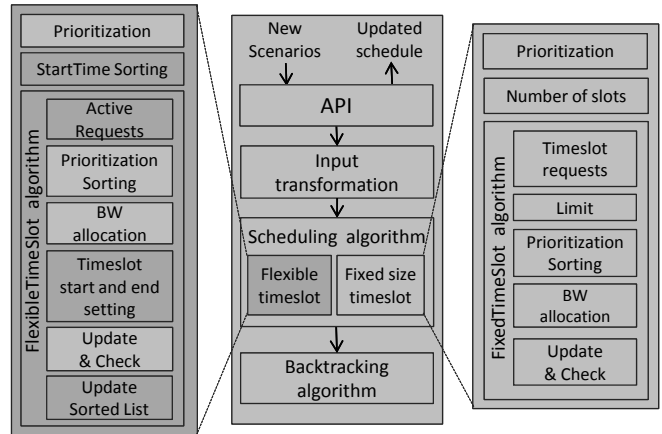 Prioritization
StartTime Sorting
FlexibleTimeSlot algorithm
Active
Requests
Prioritization
Sorting
BW
allocation
Timeslot
start and end
setting
Update
& Check
Update
Sorted List
New
Scenarios
Updated
schedule
API
Input
transformation
Scheduling algorithm
Flexible
timeslot
Fixed size
timeslot
Backtracking
algorithm
Prioritization
Number of slots
FixedTimeSlot algorithm
Timeslot
requests
Limit
Prioritization
Sorting
BW
allocation
Update
& Check